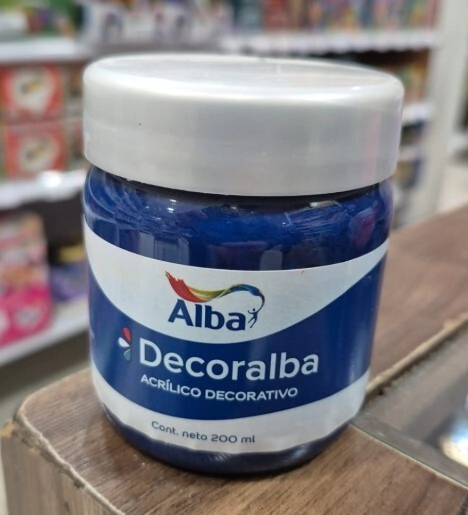 Alba
Decoralba
ACRÍLICO DECORATIVO
Cont. neto 200 ml